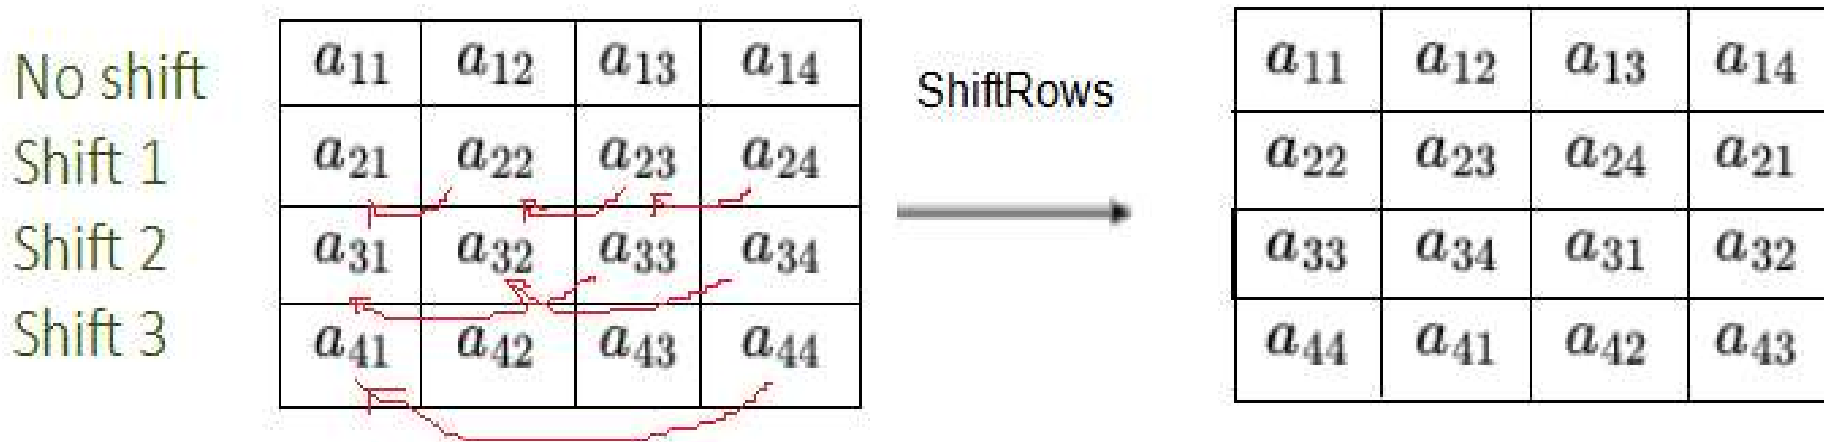 No shift a₁₁ a₁₂ a₁₃ a₁₄ ShiftRows a₁₁ a₁₂ a₁₃ a₁₄
Shift 1 a₂₁ a₂₂ a₂₃ a₂₄ a₂₂ a₂₃ a₂₄ a₂₁
Shift 2 a₃₁ a₃₂ a₃₃ a₃₄ a₃₃ a₃₄ a₃₁ a₃₂
Shift 3 a₄₁ a₄₂ a₄₃ a₄₄ a₄₄ a₄₁ a₄₂ a₄₃